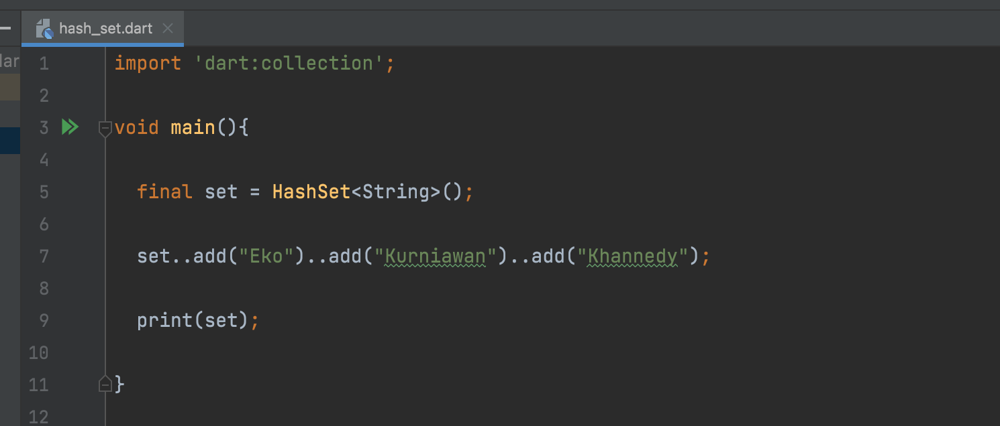 hash_set.dart
lar
1 import 'dart:collection';
2
3 void main(){
4
5   final set = HashSet<String>();
6
7   set..add("Eko")..add("Kurniawan")..add("Khannedy");
8
9   print(set);
10
11 }
12